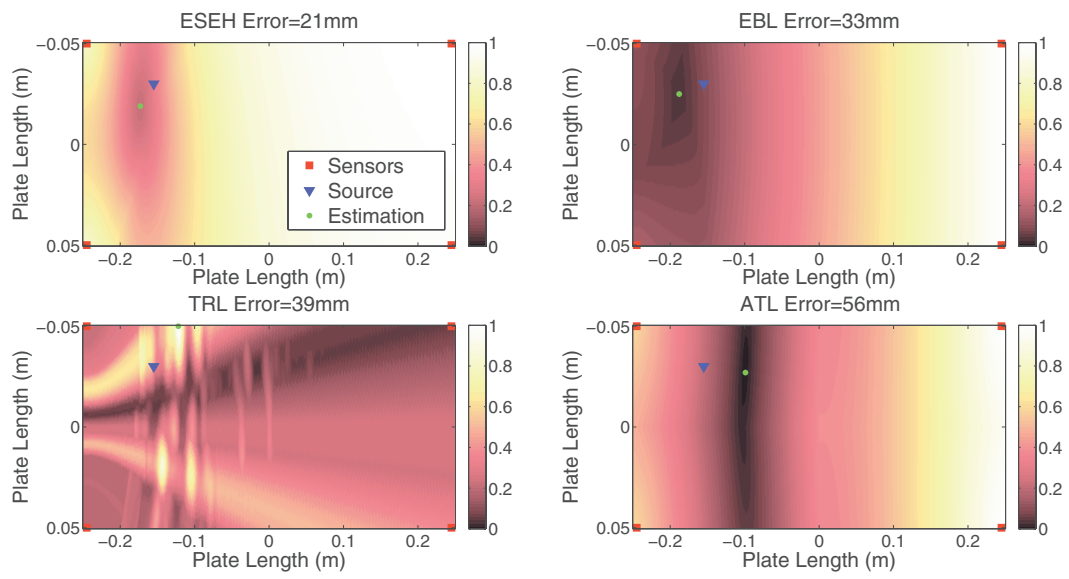 ESEH Error=21mm
−0.05
0
0.05
Plate Length (m)
−0.2 −0.1 0 0.1 0.2
Plate Length (m)
1
0.8
0.6
0.4
0.2
0
Sensors
Source
Estimation
EBL Error=33mm
−0.05
0
0.05
Plate Length (m)
−0.2 −0.1 0 0.1 0.2
Plate Length (m)
1
0.8
0.6
0.4
0.2
0
TRL Error=39mm
−0.05
0
0.05
Plate Length (m)
−0.2 −0.1 0 0.1 0.2
Plate Length (m)
1
0.8
0.6
0.4
0.2
0
ATL Error=56mm
−0.05
0
0.05
Plate Length (m)
−0.2 −0.1 0 0.1 0.2
Plate Length (m)
1
0.8
0.6
0.4
0.2
0